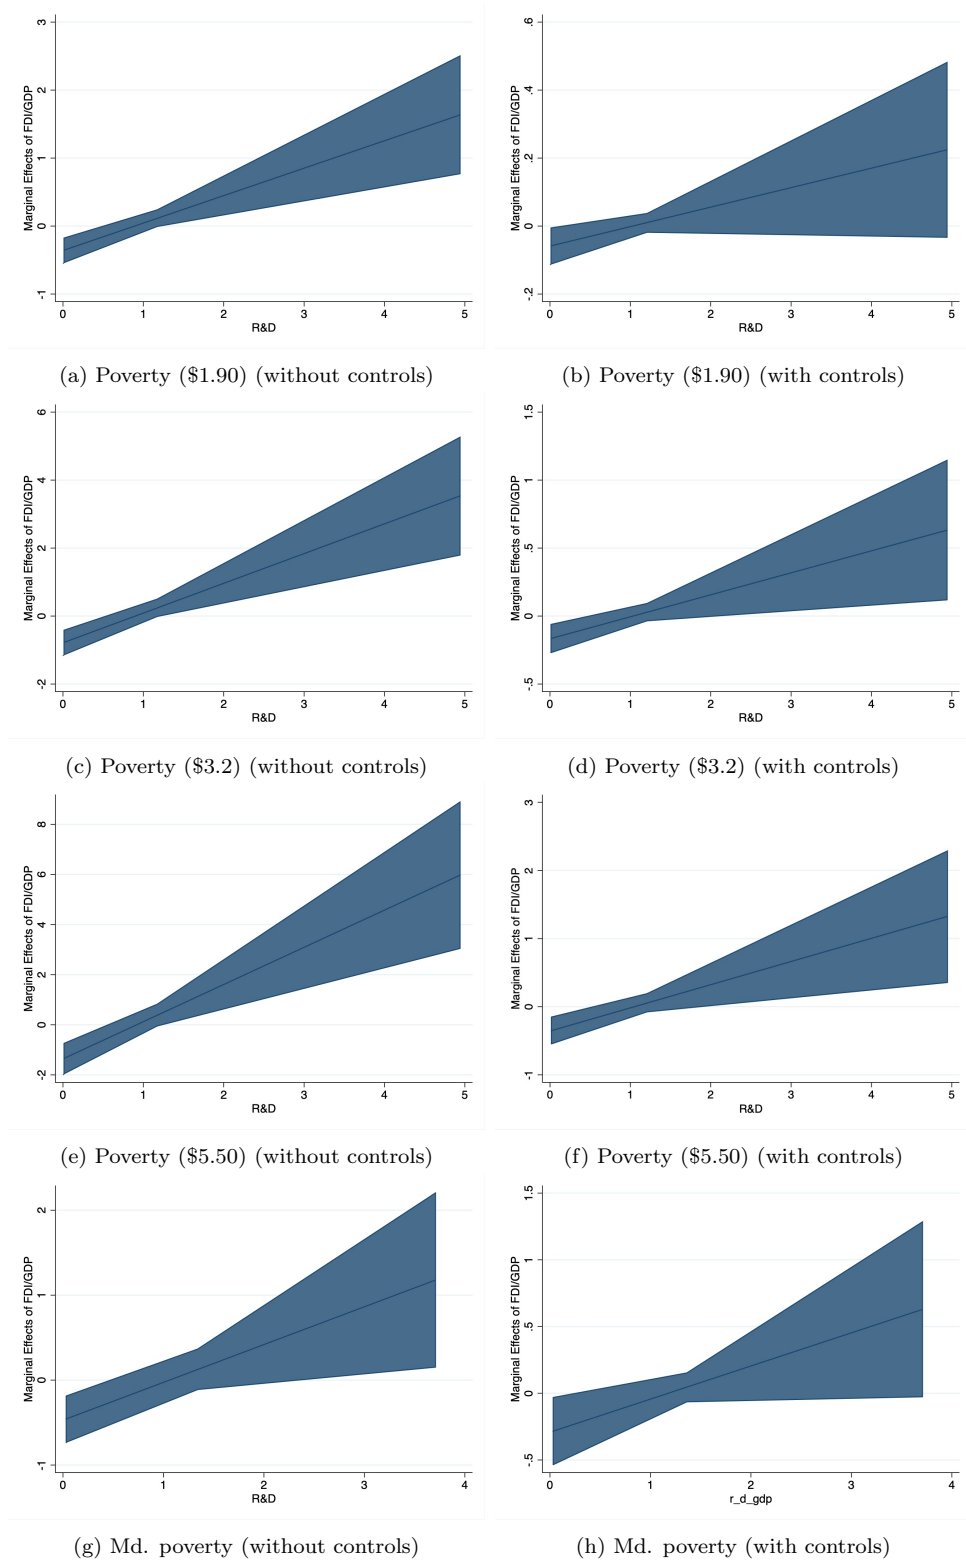 Marginal Effects of FDI/GDP
3
2
1
0
-1
0 1 2 3 4 5
R&D
(a) Poverty ($1.90) (without controls)
Marginal Effects of FDI/GDP
.6
.4
.2
0
-.2
0 1 2 3 4 5
R&D
(b) Poverty ($1.90) (with controls)
Marginal Effects of FDI/GDP
6
4
2
0
-2
0 1 2 3 4 5
R&D
(c) Poverty ($3.2) (without controls)
Marginal Effects of FDI/GDP
1.5
1
.5
0
-.5
0 1 2 3 4 5
R&D
(d) Poverty ($3.2) (with controls)
Marginal Effects of FDI/GDP
8
6
4
2
0
-2
0 1 2 3 4 5
R&D
(e) Poverty ($5.50) (without controls)
Marginal Effects of FDI/GDP
3
2
1
0
-1
0 1 2 3 4 5
R&D
(f) Poverty ($5.50) (with controls)
Marginal Effects of FDI/GDP
2
1
0
-1
0 1 2 3 4
R&D
(g) Md. poverty (without controls)
Marginal Effects of FDI/GDP
1.5
1
.5
0
-.5
0 1 2 3 4
r_d_gdp
(h) Md. poverty (with controls)